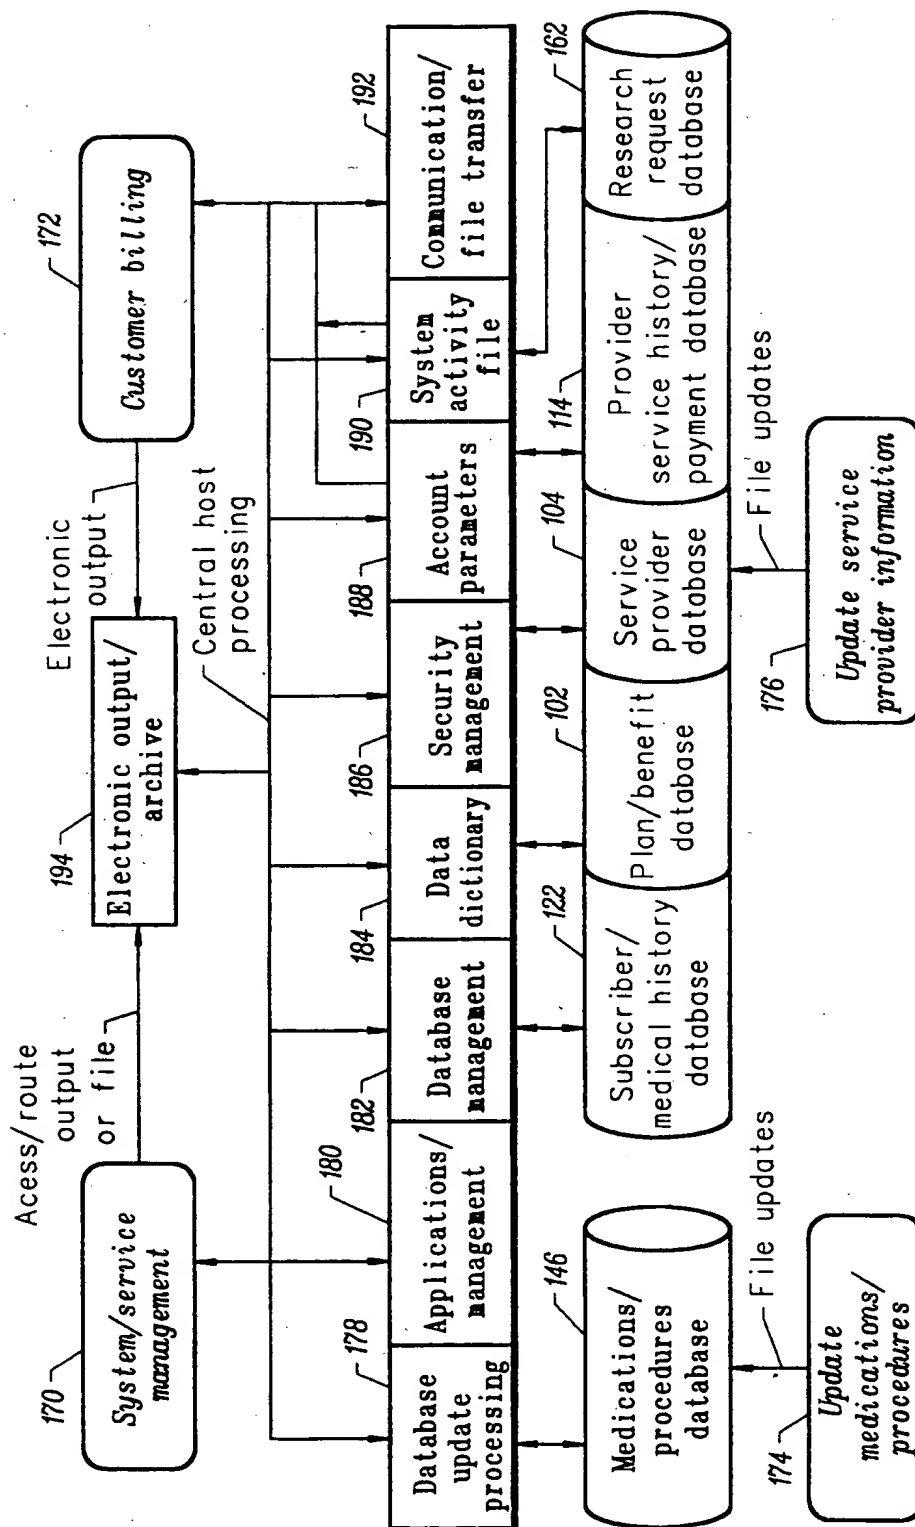 170
System/service
management
Acess/route
output
or file
194
Electronic output/
archive
Electronic
output
172
Customer billing
Central host
processing
178
Database
update
processing
180
Applications/
management
182
Database
management
184
Data
dictionary
186
Security
management
188
Account
parameters
190
System
activity
file
192
Communication/
file transfer
146
Medications/
procedures
database
122
Subscriber/
medical history
database
102
Plan/benefit
database
104
Service
provider
database
114
Provider
service history/
payment database
162
Research
request
database
File updates
174
Update
medications/
procedures
File updates
176
Update service
provider information